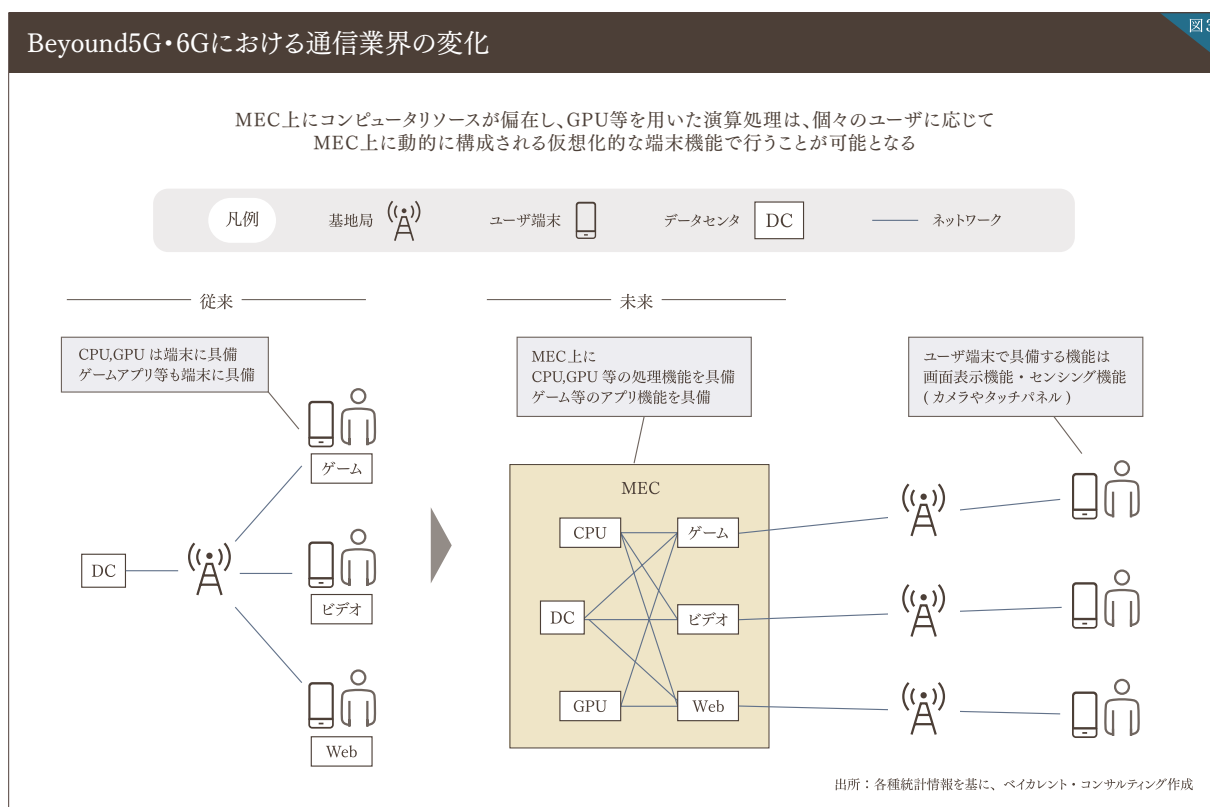 Beyound5G・6Gにおける通信業界の変化
図3
MEC上にコンピュータリソースが偏在し、GPU等を用いた演算処理は、個々のユーザに応じて
MEC上に動的に構成される仮想化的な端末機能で行うことが可能となる
凡例
基地局
ユーザ端末
データセンタ
DC
ネットワーク
従来
未来
CPU,GPU は端末に具備
ゲームアプリ等も端末に具備
MEC上に
CPU,GPU 等の処理機能を具備
ゲーム等のアプリ機能を具備
ユーザ端末で具備する機能は
画面表示機能・センシング機能
( カメラやタッチパネル )
DC
ゲーム
ビデオ
Web
MEC
CPU
ゲーム
DC
ビデオ
GPU
Web
出所：各種統計情報を基に、ベイカレント・コンサルティング作成